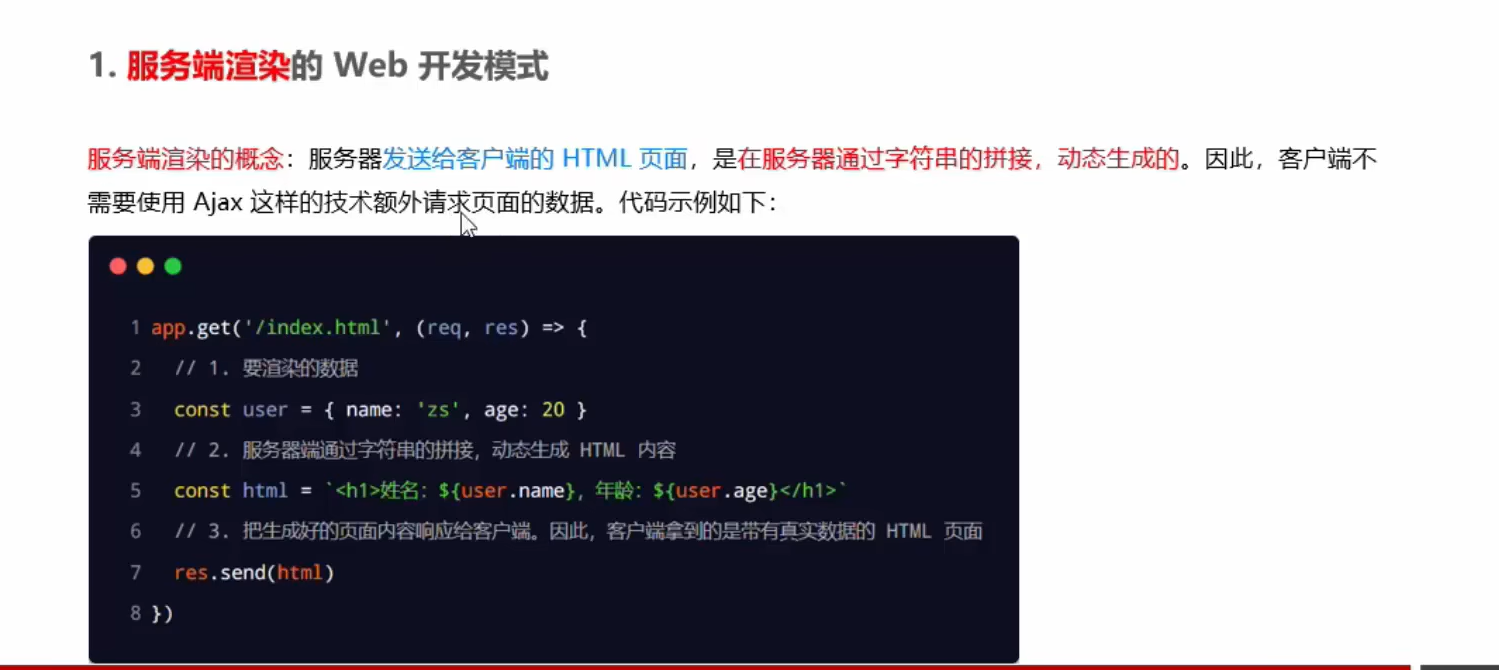 1. 服务端渲染的 Web 开发模式
服务端渲染的概念：服务器发送给客户端的 HTML 页面，是在服务器通过字符串的拼接，动态生成的。因此，客户端不
需要使用 Ajax 这样的技术额外请求页面的数据。代码示例如下：
1 app.get('/index.html', (req, res) => {
2   // 1. 要渲染的数据
3   const user = { name: 'zs', age: 20 }
4   // 2. 服务器端通过字符串的拼接，动态生成 HTML 内容
5   const html = `<h1>姓名：${user.name}，年龄：${user.age}</h1>`
6   // 3. 把生成好的页面内容响应给客户端。因此，客户端拿到的是带有真实数据的 HTML 页面
7   res.send(html)
8 })